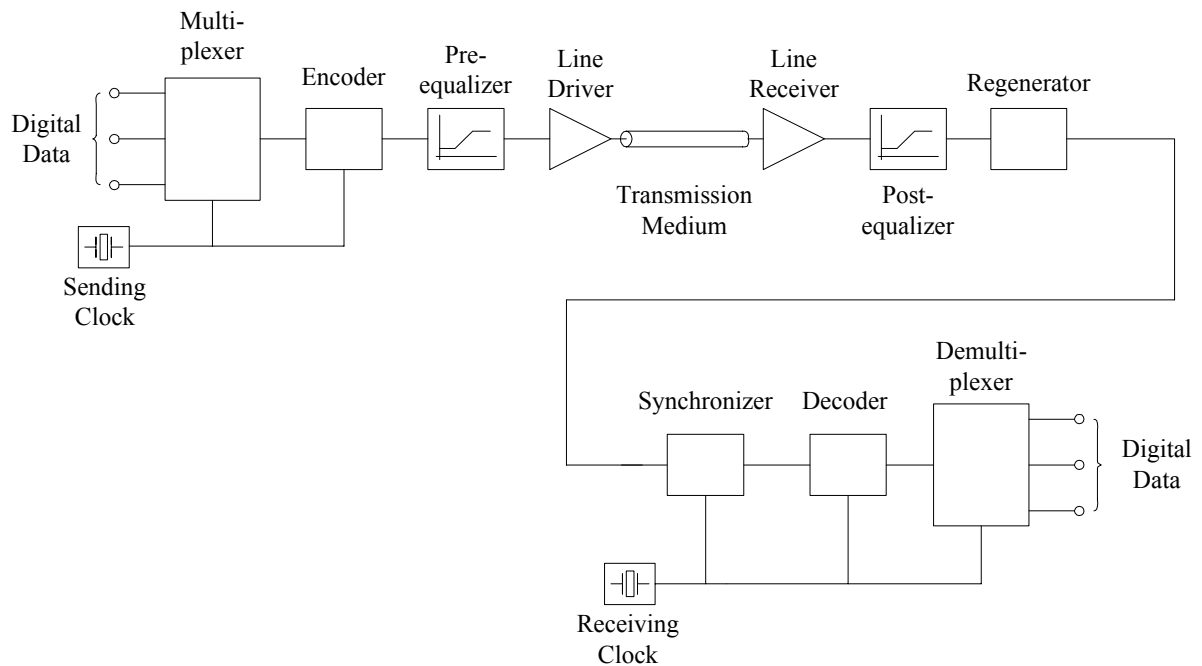 Multi-
plexer
Encoder
Pre-
equalizer
Line
Driver
Line
Receiver
Regenerator
Digital
Data
Transmission
Medium
Post-
equalizer
Sending
Clock
Synchronizer
Decoder
Demulti-
plexer
Digital
Data
Receiving
Clock